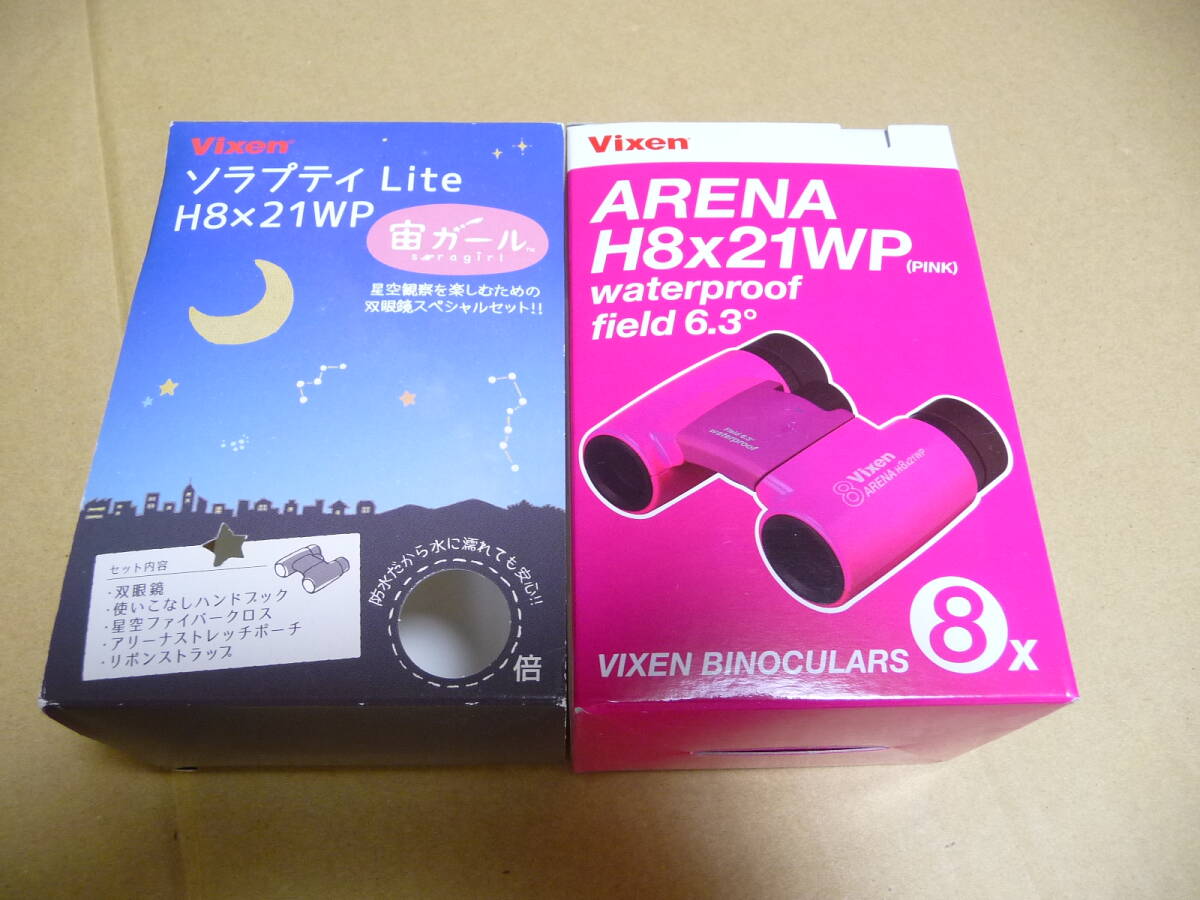 Vixen
ソラプティ Lite
H8×21WP
宙ガール™
soragirl
星空観察を楽しむための
双眼鏡スペシャルセット!!
セット内容
・双眼鏡
・使いこなしハンドブック
・星空ファイバークロス
・アリーナストレッチポーチ
・リボンストラップ
防水だから水に濡れても安心!!
倍
Vixen
ARENA
H8x21WP (PINK)
waterproof
field 6.3°
field 6.3°
waterproof
8 Vixen
ARENA H8x21WP
VIXEN BINOCULARS 8x